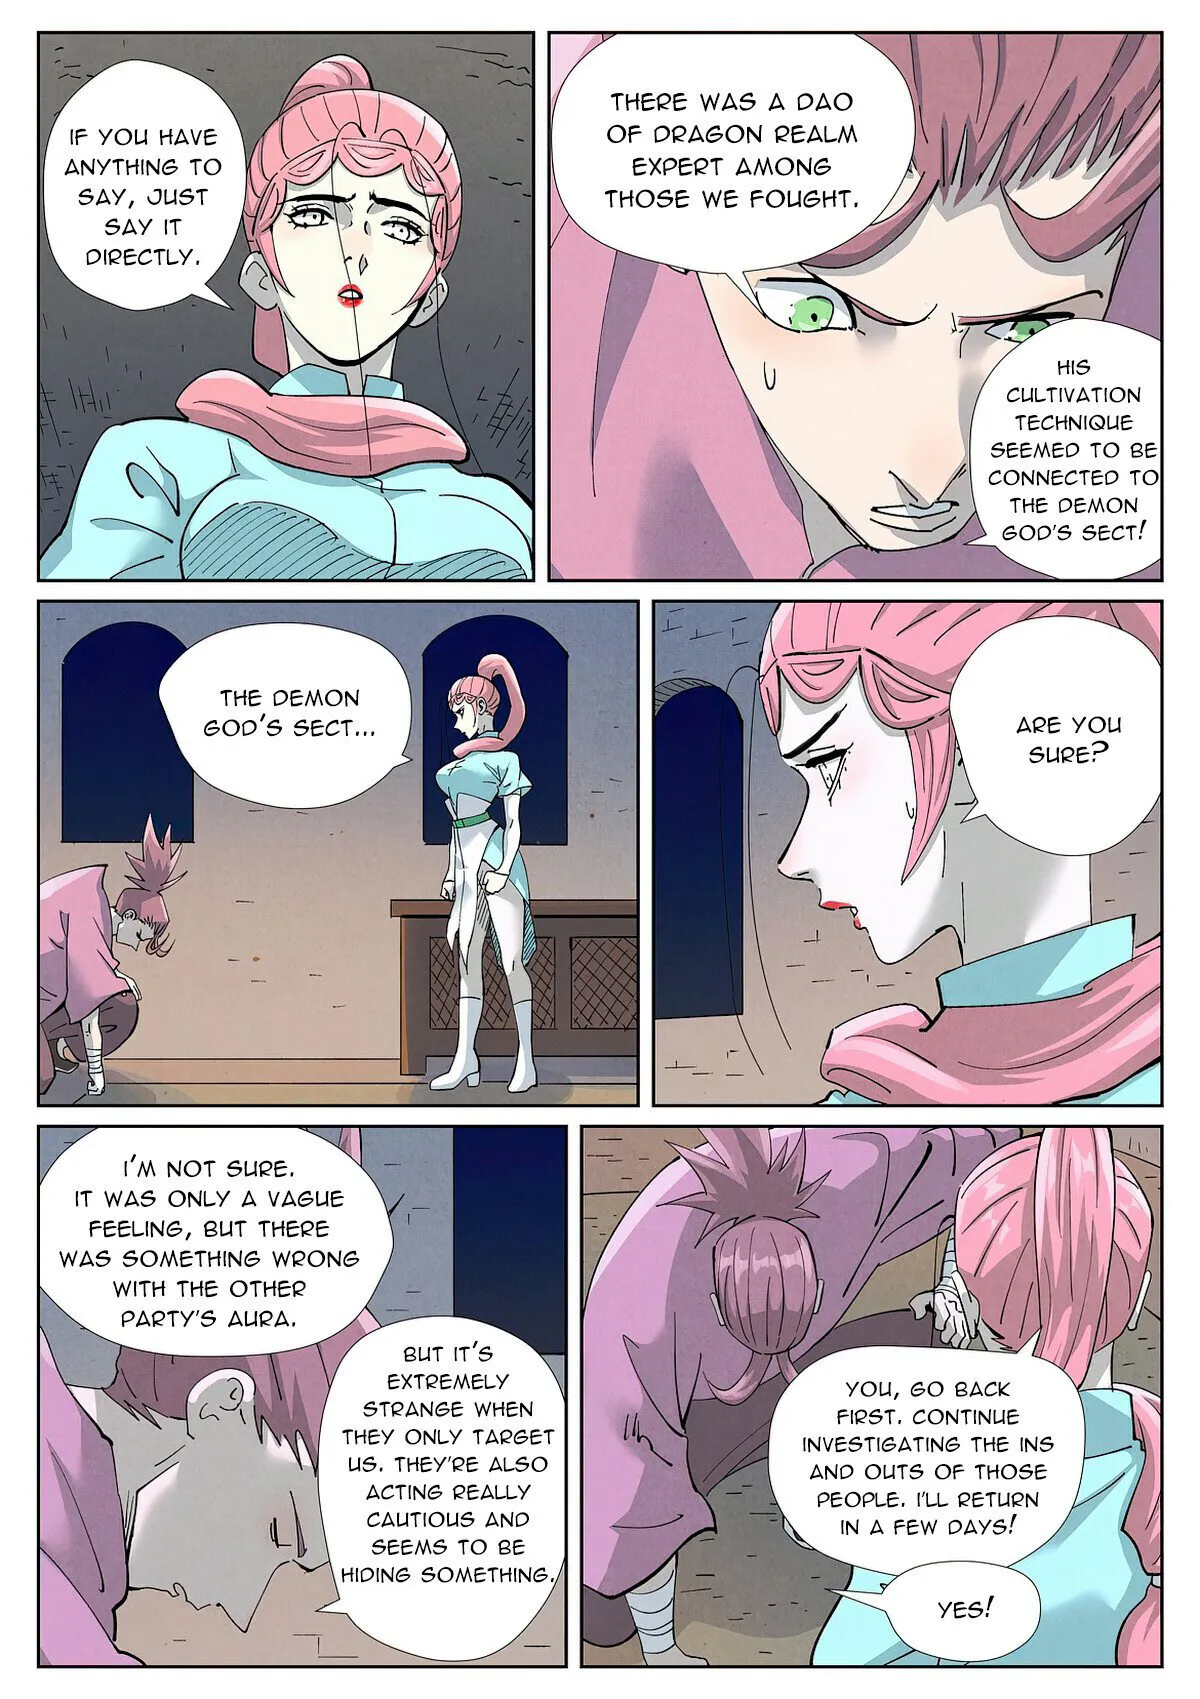 IF YOU HAVE
ANYTHING TO
SAY, JUST
SAY IT
DIRECTLY.
THERE WAS A DAO
OF DRAGON REALM
EXPERT AMONG
THOSE WE FOUGHT.
HIS
CULTIVATION
TECHNIQUE
SEEMED TO BE
CONNECTED TO
THE DEMON
GOD'S SECT!
THE DEMON
GOD'S SECT...
ARE YOU
SURE?
I'M NOT SURE.
IT WAS ONLY A VAGUE
FEELING, BUT THERE
WAS SOMETHING WRONG
WITH THE OTHER
PARTY'S AURA.
BUT IT'S
EXTREMELY
STRANGE WHEN
THEY ONLY TARGET
US. THEY'RE ALSO
ACTING REALLY
CAUTIOUS AND
SEEMS TO BE
HIDING SOMETHING.
YOU, GO BACK
FIRST. CONTINUE
INVESTIGATING THE INS
AND OUTS OF THOSE
PEOPLE. I'LL RETURN
IN A FEW DAYS!
YES!